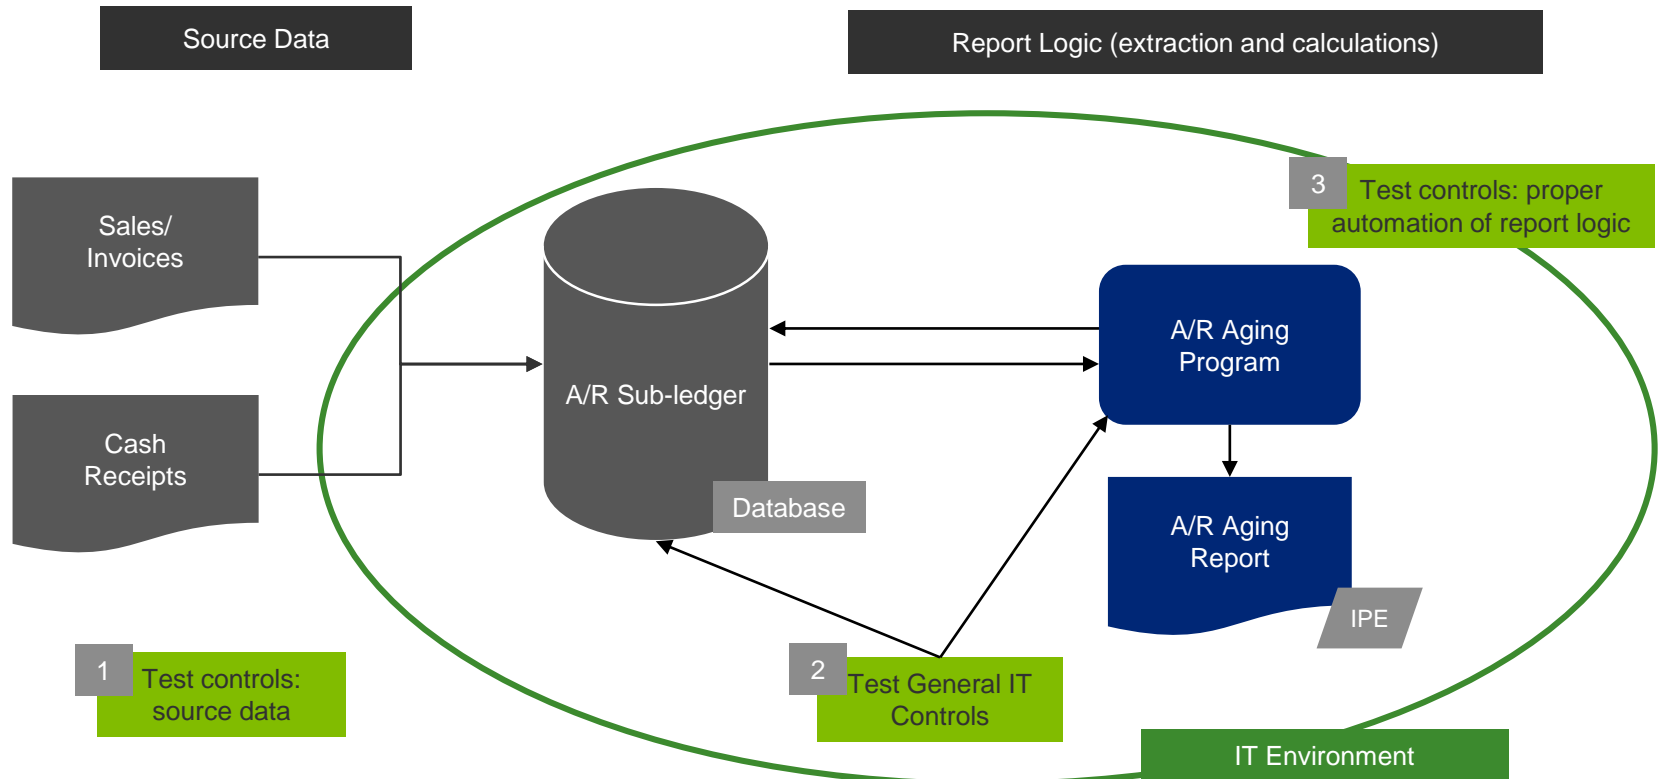 Source Data
Report Logic (extraction and calculations)
Sales/
Invoices
Cash
Receipts
A/R Sub-ledger
Database
3
Test controls: proper
automation of report logic
A/R Aging
Program
A/R Aging
Report
IPE
1
Test controls:
source data
2
Test General IT
Controls
IT Environment